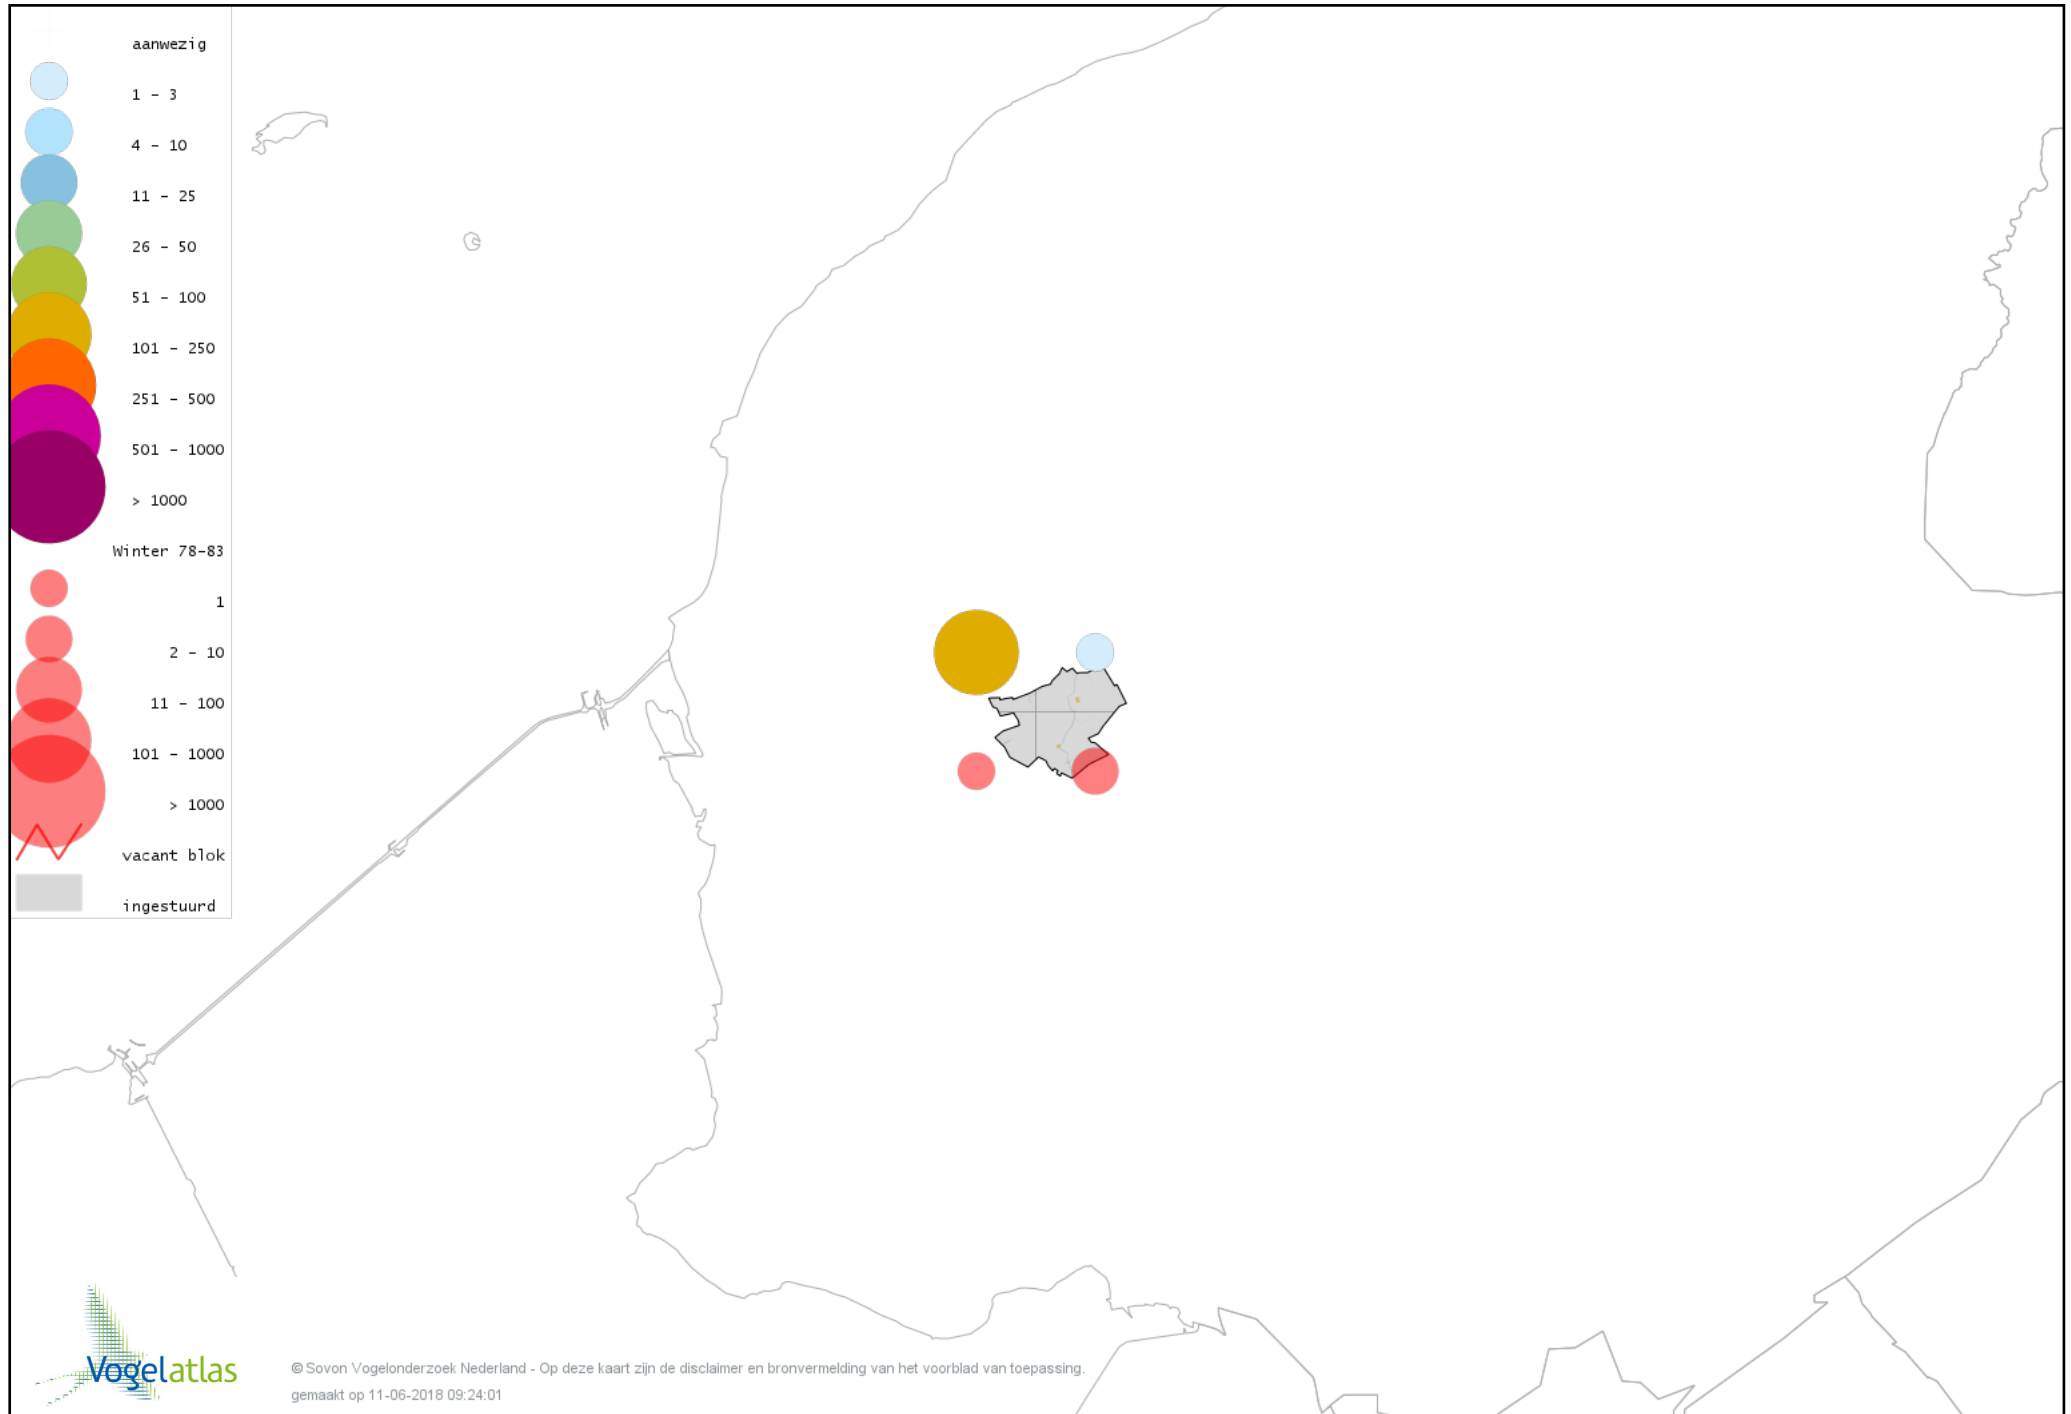 aanwezig
1 - 3
4 - 10
11 - 25
26 - 50
51 - 100
101 - 250
251 - 500
501 - 1000
> 1000
Winter 78-83
1
2 - 10
11 - 100
101 - 1000
> 1000
vacant blok
ingestuurd
Vogelatlas
© Sovon Vogelonderzoek Nederland - Op deze kaart zijn de disclaimer en bronvermelding van het voorblad van toepassing.
gemaakt op 11-06-2018 09:24:01